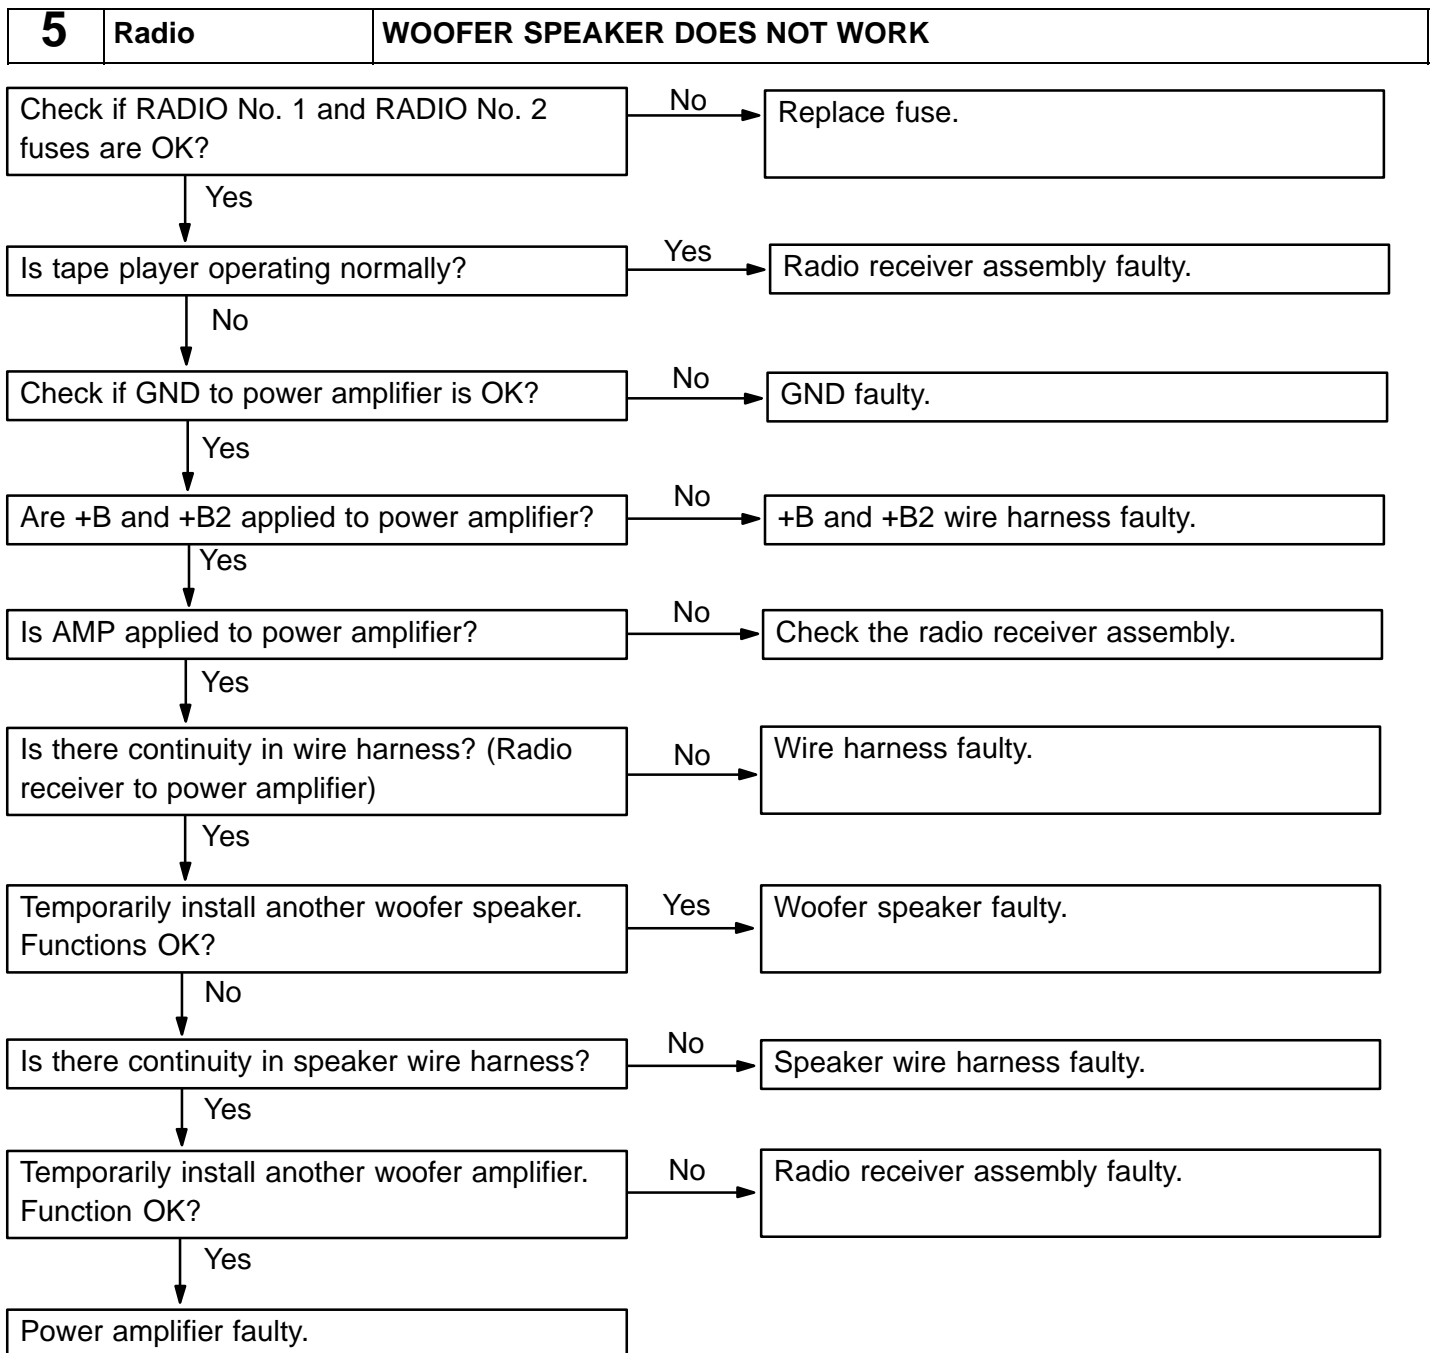 5 Radio WOOFER SPEAKER DOES NOT WORK
Check if RADIO No. 1 and RADIO No. 2
fuses are OK?
No
Replace fuse.
Yes
Is tape player operating normally?
Yes
Radio receiver assembly faulty.
No
Check if GND to power amplifier is OK?
No
GND faulty.
Yes
Are +B and +B2 applied to power amplifier?
No
+B and +B2 wire harness faulty.
Yes
Is AMP applied to power amplifier?
No
Check the radio receiver assembly.
Yes
Is there continuity in wire harness? (Radio
receiver to power amplifier)
No
Wire harness faulty.
Yes
Temporarily install another woofer speaker.
Functions OK?
Yes
Woofer speaker faulty.
No
Is there continuity in speaker wire harness?
No
Speaker wire harness faulty.
Yes
Temporarily install another woofer amplifier.
Function OK?
No
Radio receiver assembly faulty.
Yes
Power amplifier faulty.